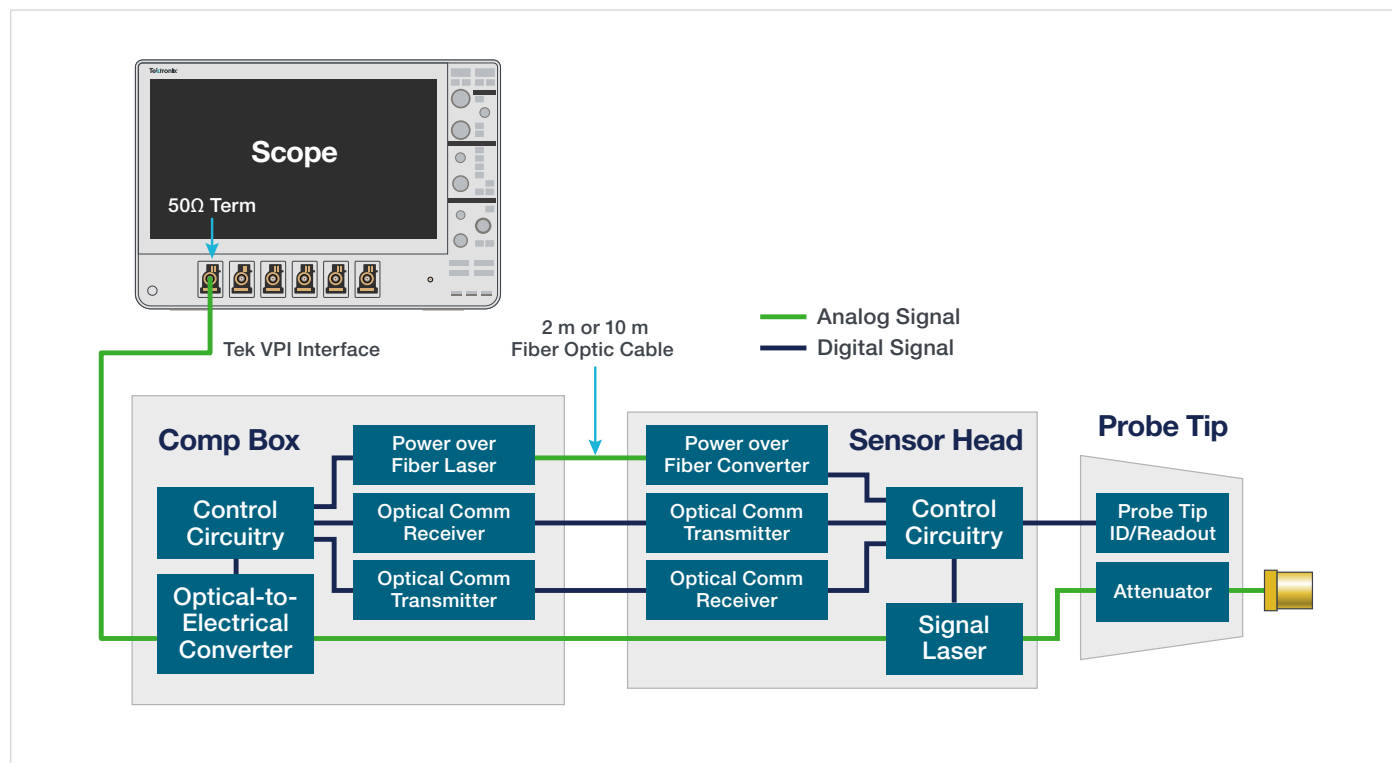 Tektronix
Scope
50Ω Term
Tek VPI Interface
2 m or 10 m
Fiber Optic Cable
Analog Signal
Digital Signal
Comp Box
Power over
Fiber Laser
Control
Circuitry
Optical Comm
Receiver
Optical Comm
Transmitter
Optical-to-
Electrical
Converter
Sensor Head
Power over
Fiber Converter
Optical Comm
Transmitter
Control
Circuitry
Optical Comm
Receiver
Signal
Laser
Probe Tip
Probe Tip
ID/Readout
Attenuator